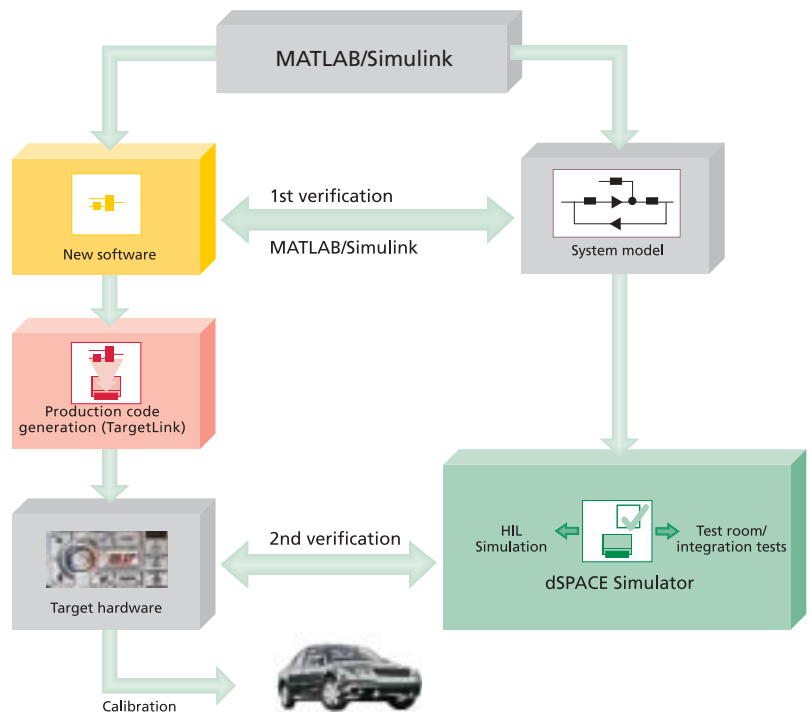 MATLAB/Simulink
1st verification
MATLAB/Simulink
New software
System model
Production code
generation (TargetLink)
2nd verification
HIL
Simulation
Test room/
integration tests
dSPACE Simulator
Target hardware
Calibration